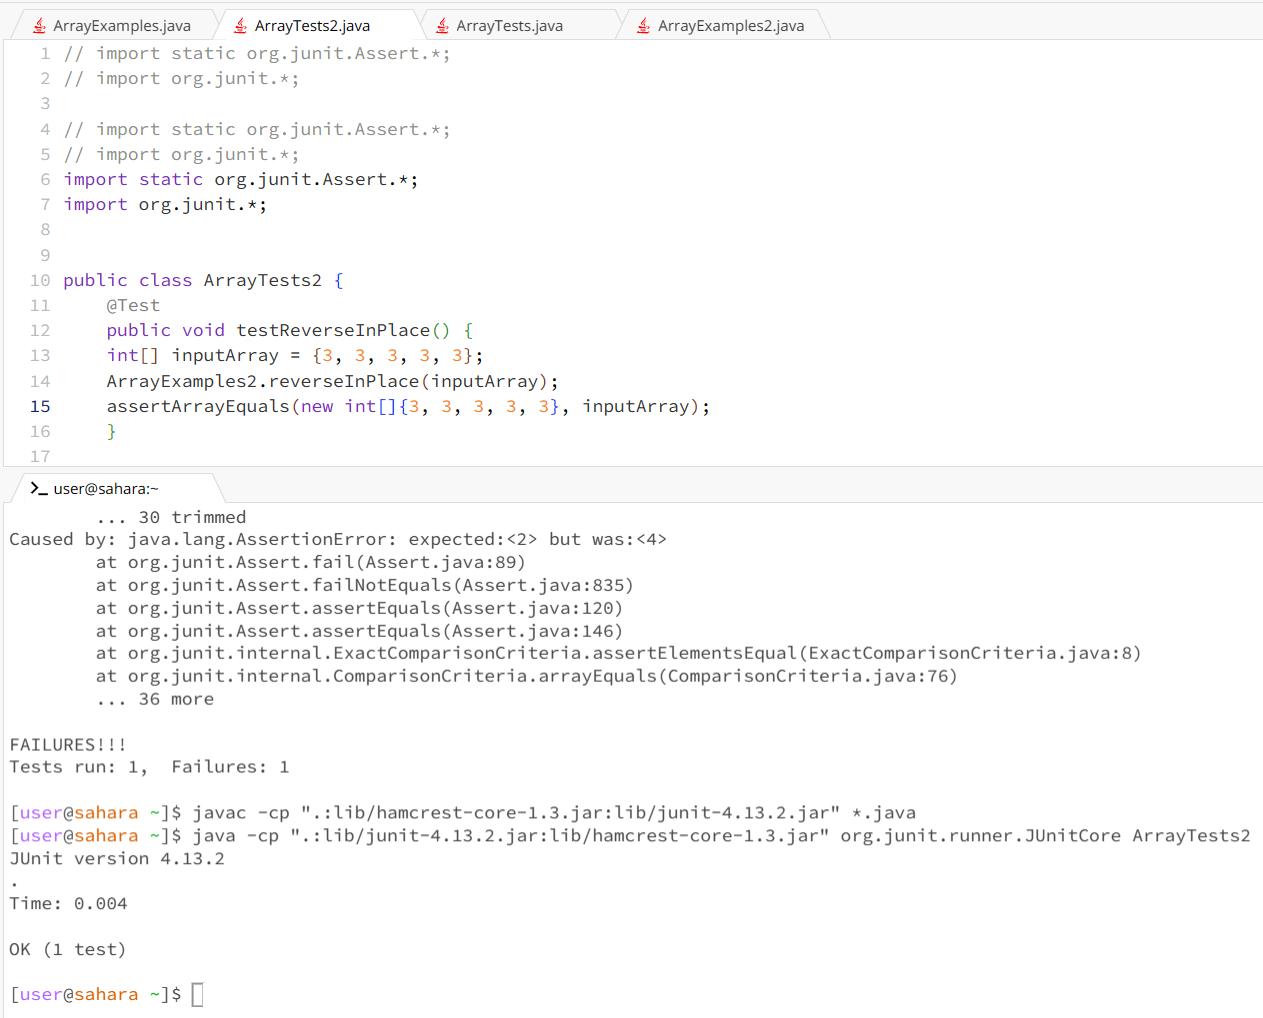 ArrayExamples.java ArrayTests2.java ArrayTests.java ArrayExamples2.java
1 // import static org.junit.Assert.*;
2 // import org.junit.*;
3
4 // import static org.junit.Assert.*;
5 // import org.junit.*;
6 import static org.junit.Assert.*;
7 import org.junit.*;
8
9
10 public class ArrayTests2 {
11 @Test
12 public void testReverseInPlace() {
13 int[] inputArray = {3, 3, 3, 3, 3};
14 ArrayExamples2.reverseInPlace(inputArray);
15 assertArrayEquals(new int[]{3, 3, 3, 3, 3}, inputArray);
16 }
17
>_ user@sahara:~
... 30 trimmed
Caused by: java.lang.AssertionError: expected:<2> but was:<4>
at org.junit.Assert.fail(Assert.java:89)
at org.junit.Assert.failNotEquals(Assert.java:835)
at org.junit.Assert.assertEquals(Assert.java:120)
at org.junit.Assert.assertEquals(Assert.java:146)
at org.junit.internal.ExactComparisonCriteria.assertElementsEqual(ExactComparisonCriteria.java:8)
at org.junit.internal.ComparisonCriteria.arrayEquals(ComparisonCriteria.java:76)
... 36 more
FAILURES!!!
Tests run: 1,  Failures: 1
[user@sahara ~]$ javac -cp ".:lib/hamcrest-core-1.3.jar:lib/junit-4.13.2.jar" *.java
[user@sahara ~]$ java -cp ".:lib/junit-4.13.2.jar:lib/hamcrest-core-1.3.jar" org.junit.runner.JUnitCore ArrayTests2
JUnit version 4.13.2
.
Time: 0.004
OK (1 test)
[user@sahara ~]$